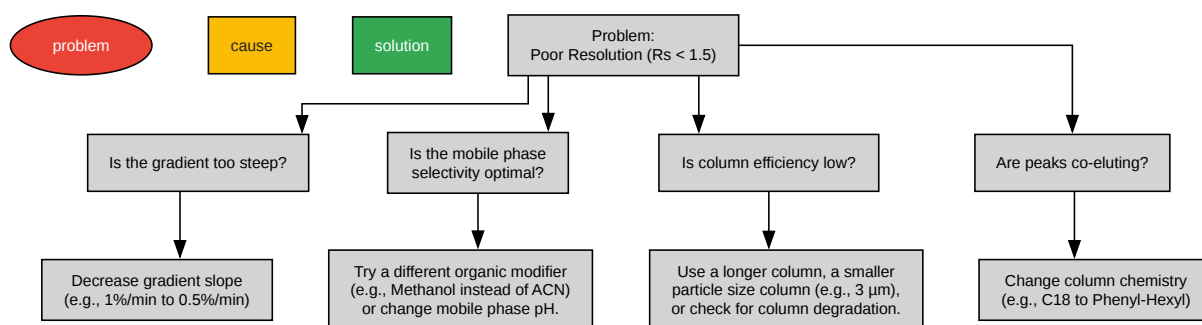 problem
cause
solution
Problem:
Poor Resolution (Rs < 1.5)
Is the gradient too steep?
Is the mobile phase
selectivity optimal?
Is column efficiency low?
Are peaks co-eluting?
Decrease gradient slope
(e.g., 1%/min to 0.5%/min)
Try a different organic modifier
(e.g., Methanol instead of ACN)
or change mobile phase pH.
Use a longer column, a smaller
particle size column (e.g., 3 µm),
or check for column degradation.
Change column chemistry
(e.g., C18 to Phenyl-Hexyl)